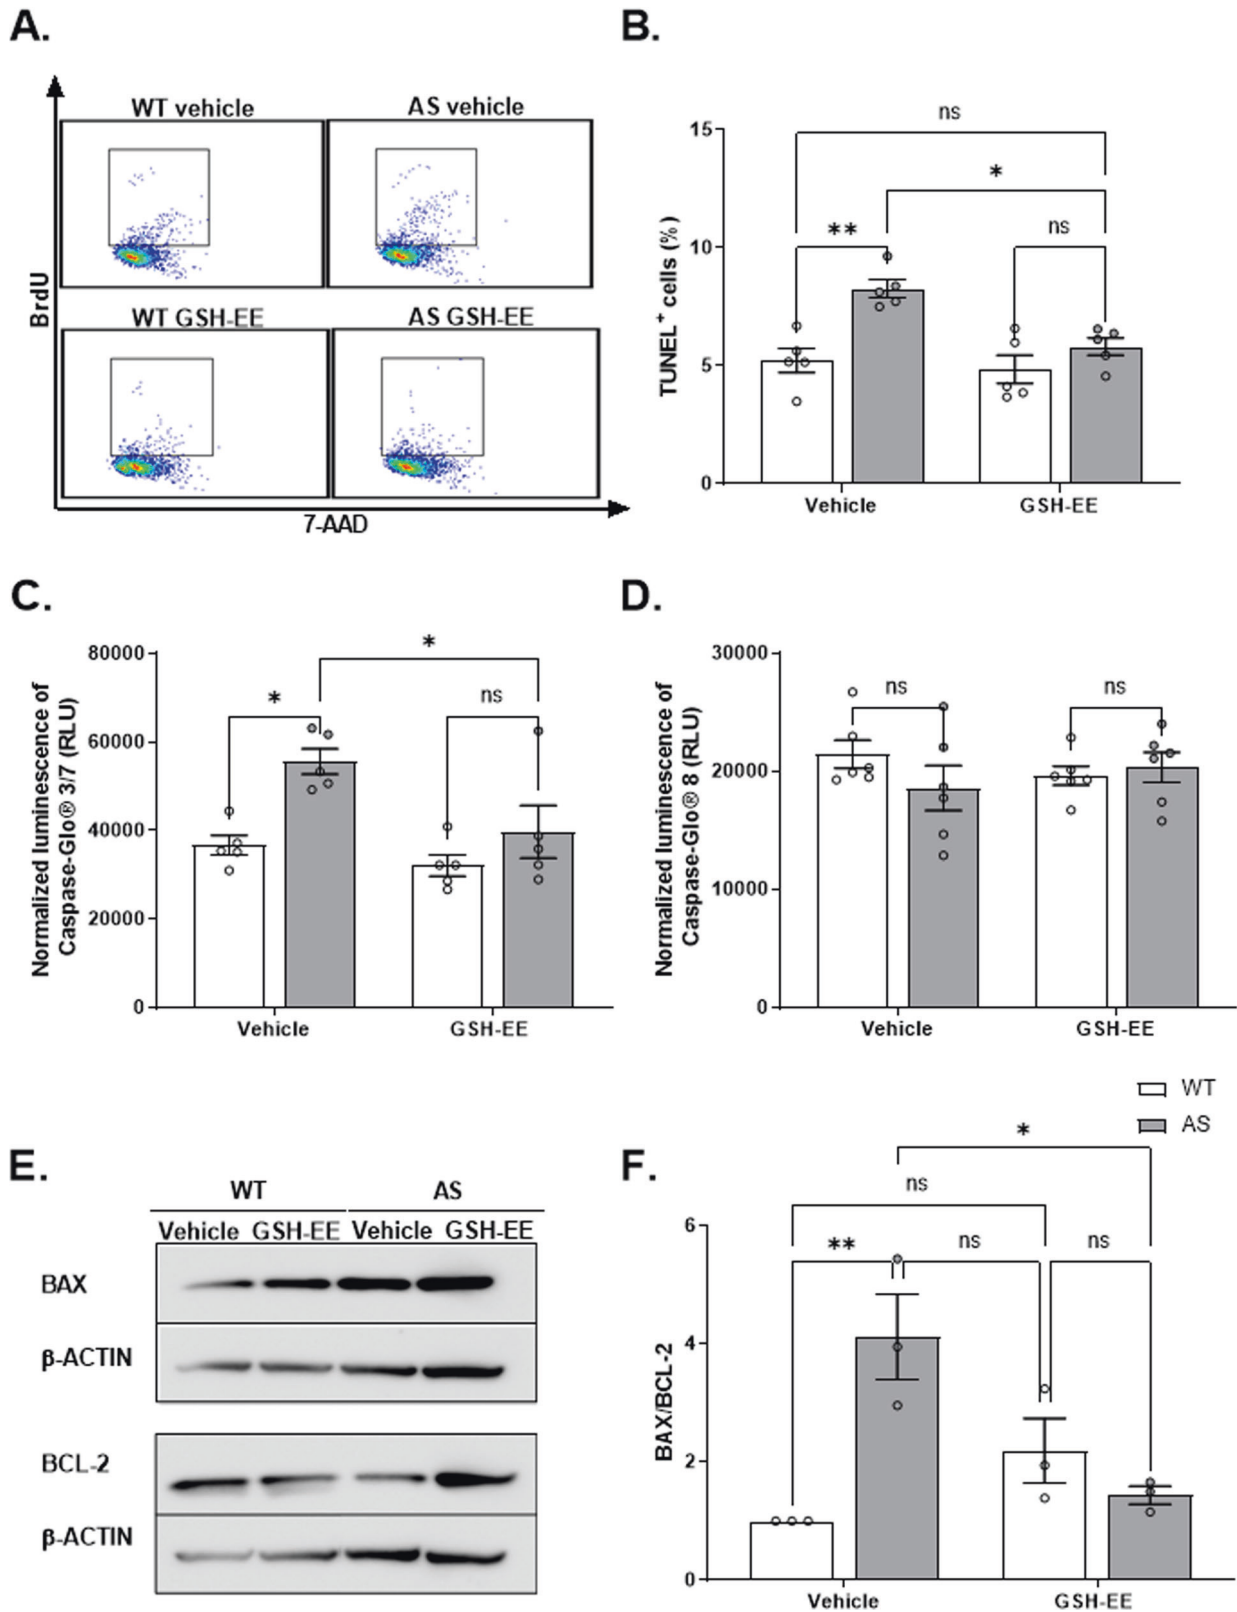 A.
WT vehicle
AS vehicle
WT GSH-EE
AS GSH-EE
BrdU
7-AAD
B.
ns
*
**
ns
15
10
5
0
TUNEL⁺ cells (%)
Vehicle
GSH-EE
C.
80000
60000
40000
20000
0
Normalized luminescence of
Caspase-Glo® 3/7 (RLU)
*
*
ns
Vehicle
GSH-EE
D.
30000
20000
10000
0
Normalized luminescence of
Caspase-Glo® 8 (RLU)
ns
ns
Vehicle
GSH-EE
WT
AS
E.
WT
AS
Vehicle GSH-EE Vehicle GSH-EE
BAX
β-ACTIN
BCL-2
β-ACTIN
F.
*
ns
**
ns
ns
6
4
2
0
BAX/BCL-2
Vehicle
GSH-EE